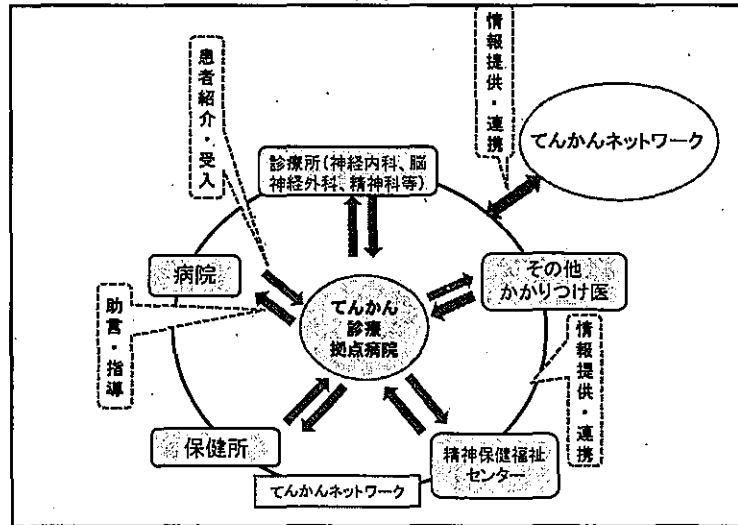 患者紹介・受入
情報提供・連携
てんかんネットワーク
診療所(神経内科、脳
神経外科、精神科等)
病院
その他
かかりつけ医
てんかん
診療
拠点病院
助言・指導
情報提供・連携
保健所
精神保健福祉
センター
てんかんネットワーク